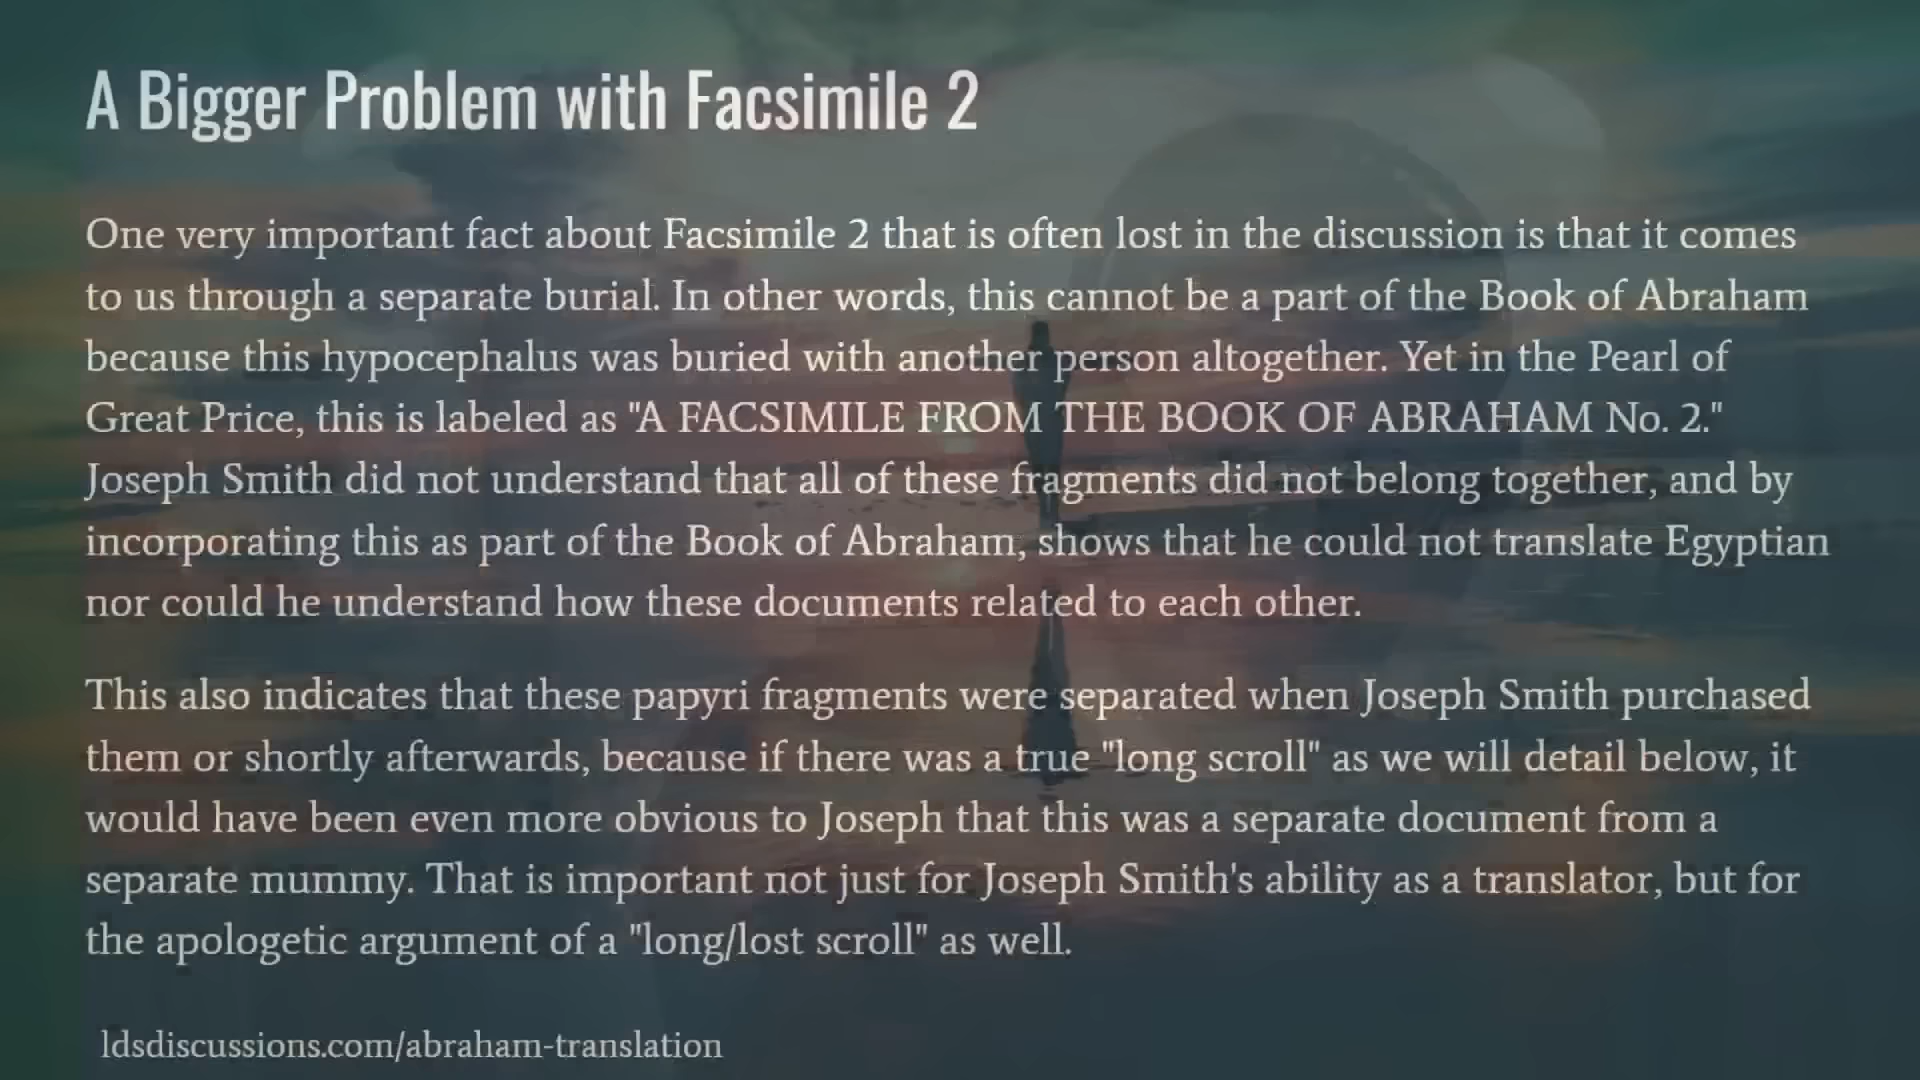 A Bigger Problem with Facsimile 2
One very important fact about Facsimile 2 that is often lost in the discussion is that it comes
to us through a separate burial. In other words, this cannot be a part of the Book of Abraham
because this hypocephalus was buried with another person altogether. Yet in the Pearl of
Great Price, this is labeled as "A FACSIMILE FROM THE BOOK OF ABRAHAM No. 2."
Joseph Smith did not understand that all of these fragments did not belong together, and by
incorporating this as part of the Book of Abraham, shows that he could not translate Egyptian
nor could he understand how these documents related to each other.
This also indicates that these papyri fragments were separated when Joseph Smith purchased
them or shortly afterwards, because if there was a true "long scroll" as we will detail below, it
would have been even more obvious to Joseph that this was a separate document from a
separate mummy. That is important not just for Joseph Smith's ability as a translator, but for
the apologetic argument of a "long/lost scroll" as well.
ldsdiscussions.com/abraham-translation